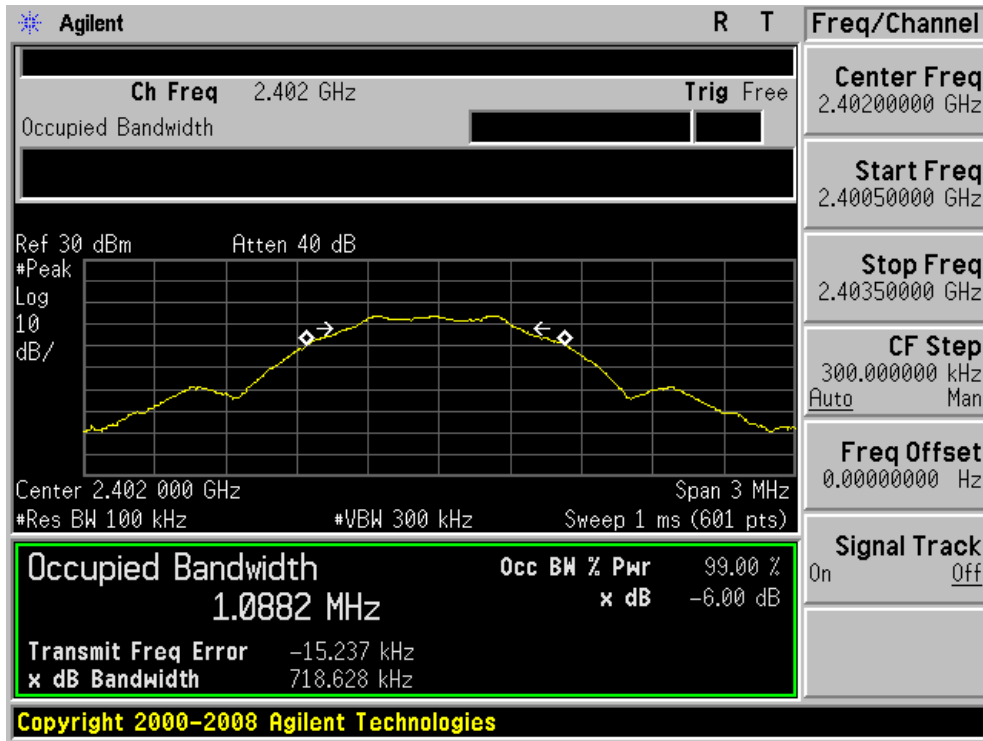 Agilent R T
Freq/Channel
Ch Freq 2.402 GHz Trig Free
Occupied Bandwidth
Center Freq
2.40200000 GHz
Start Freq
2.40050000 GHz
Stop Freq
2.40350000 GHz
CF Step
300.000000 kHz
Auto Man
Freq Offset
0.00000000 Hz
Signal Track
On Off
Ref 30 dBm Atten 40 dB
#Peak
Log
10
dB/
Center 2.402 000 GHz Span 3 MHz
#Res BW 100 kHz #VBW 300 kHz Sweep 1 ms (601 pts)
Occupied Bandwidth
1.0882 MHz
Occ BW % Pwr 99.00 %
x dB -6.00 dB
Transmit Freq Error -15.237 kHz
x dB Bandwidth 718.628 kHz
Copyright 2000-2008 Agilent Technologies